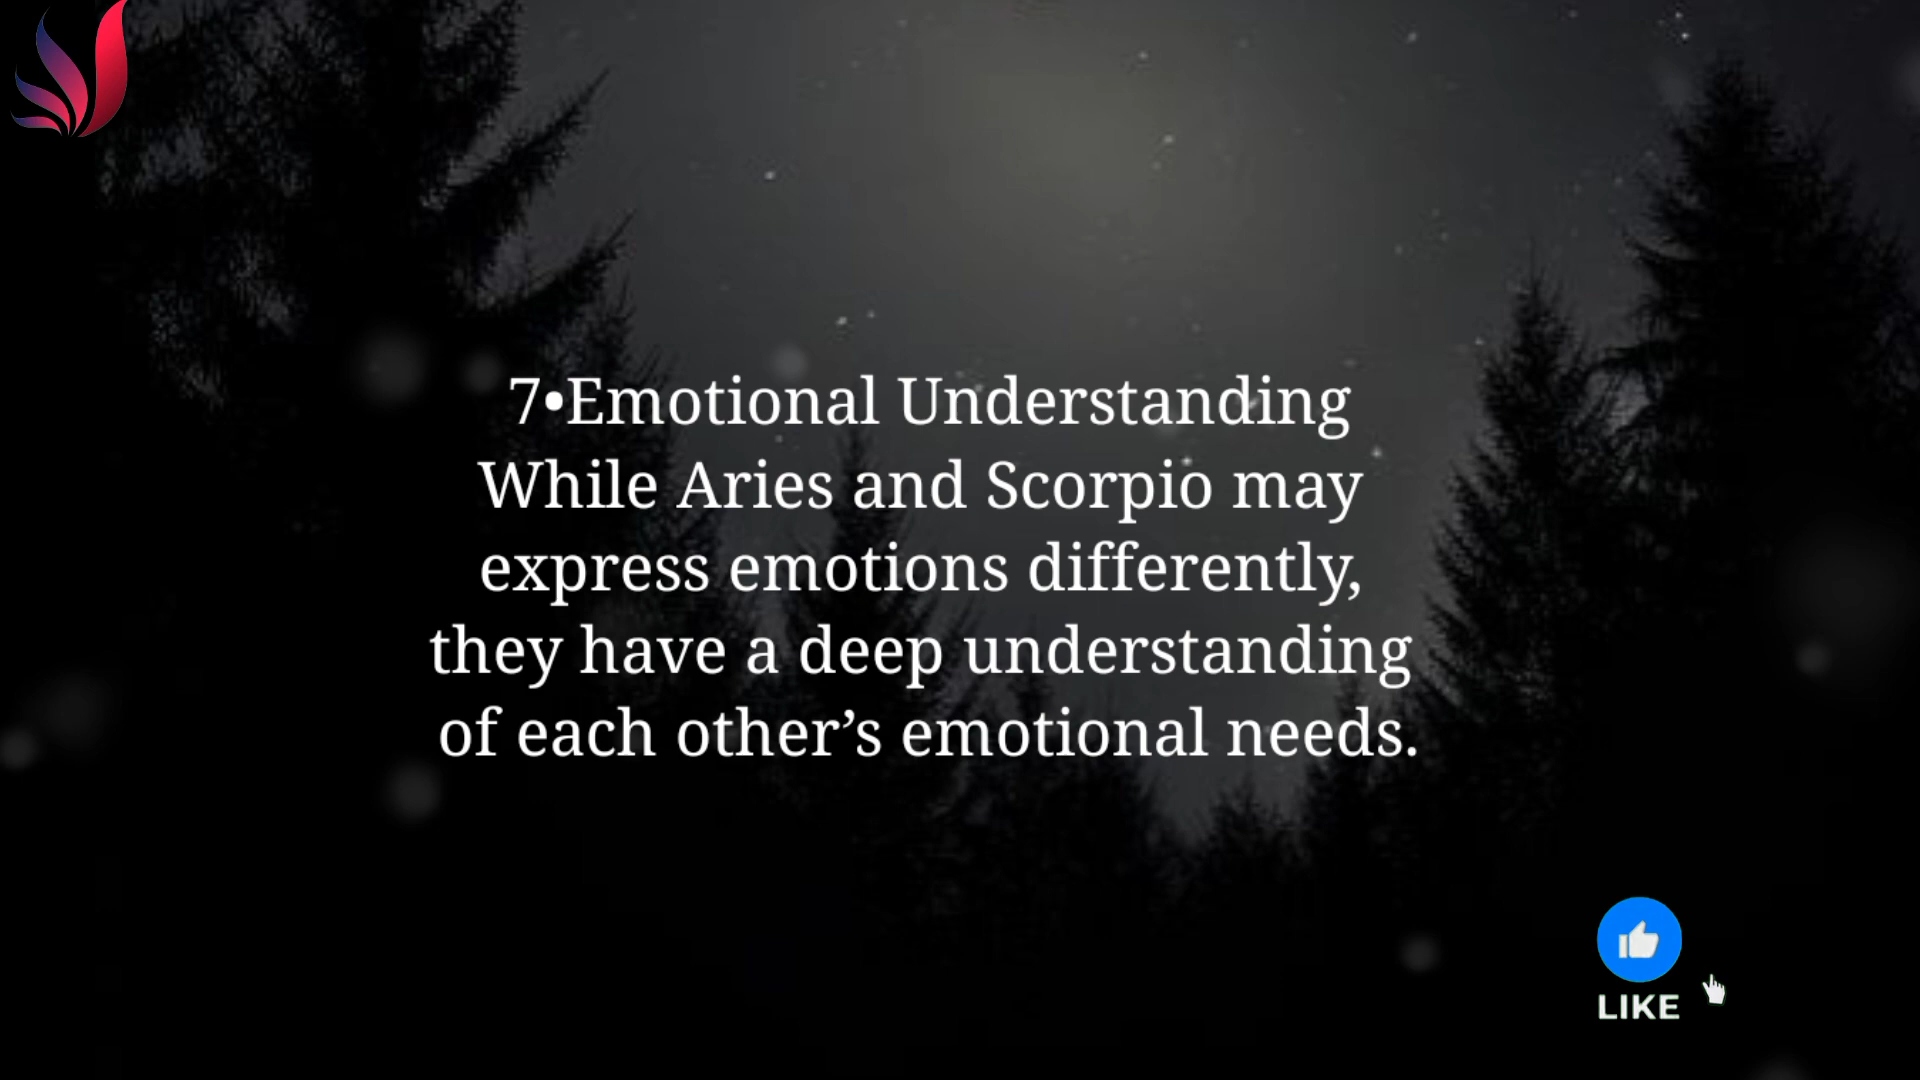 7•Emotional Understanding
While Aries and Scorpio may
express emotions differently,
they have a deep understanding
of each other’s emotional needs.
LIKE